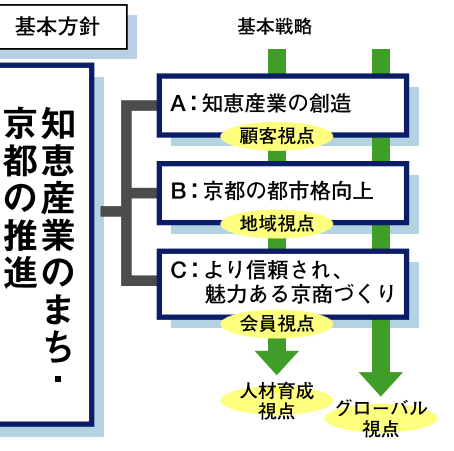 基本方針
知恵産業のまち・
京都の推進
基本戦略
A：知恵産業の創造
顧客視点
B：京都の都市格向上
地域視点
C：より信頼され、
魅力ある京商づくり
会員視点
人材育成
視点
グローバル
視点